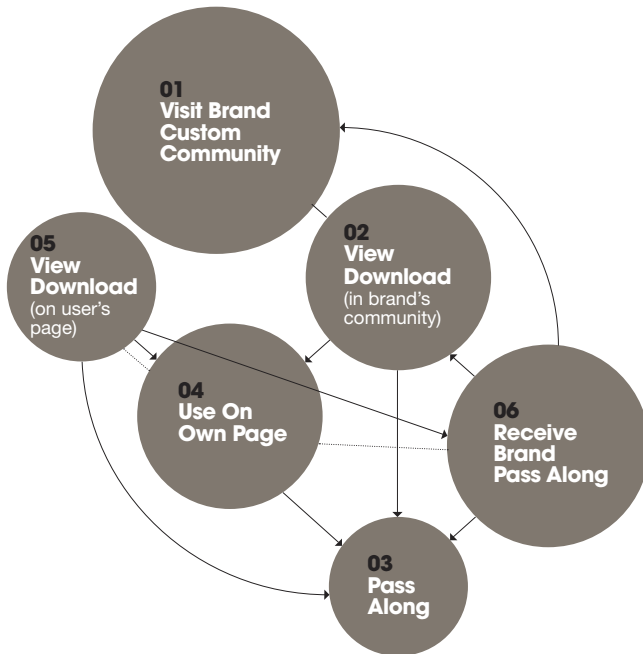 01
Visit Brand
Custom
Community
02
View
Download
(in brand's
community)
05
View
Download
(on user's
page)
04
Use On
Own Page
06
Receive
Brand
Pass Along
03
Pass
Along